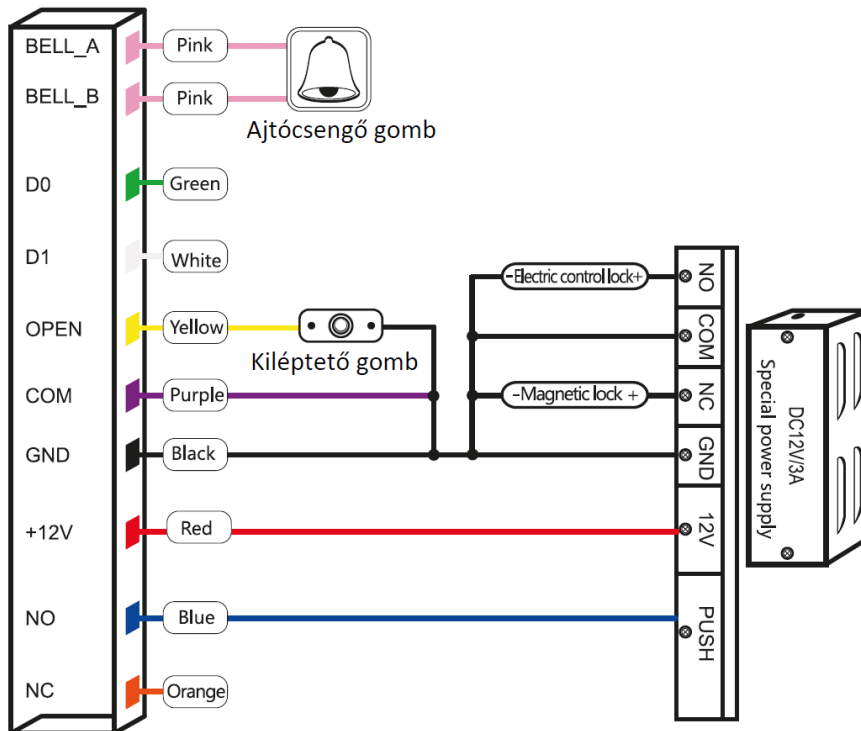 BELL_A
Pink
BELL_B
Pink
Ajtócsengő gomb
D0
Green
D1
White
OPEN
Yellow
Kiléptető gomb
COM
Purple
GND
Black
+12V
Red
NO
Blue
NC
Orange
-Electric control lock+
-Magnetic lock +
NO
COM
NC
GND
12V
PUSH
DC12V/3A
Special power supply